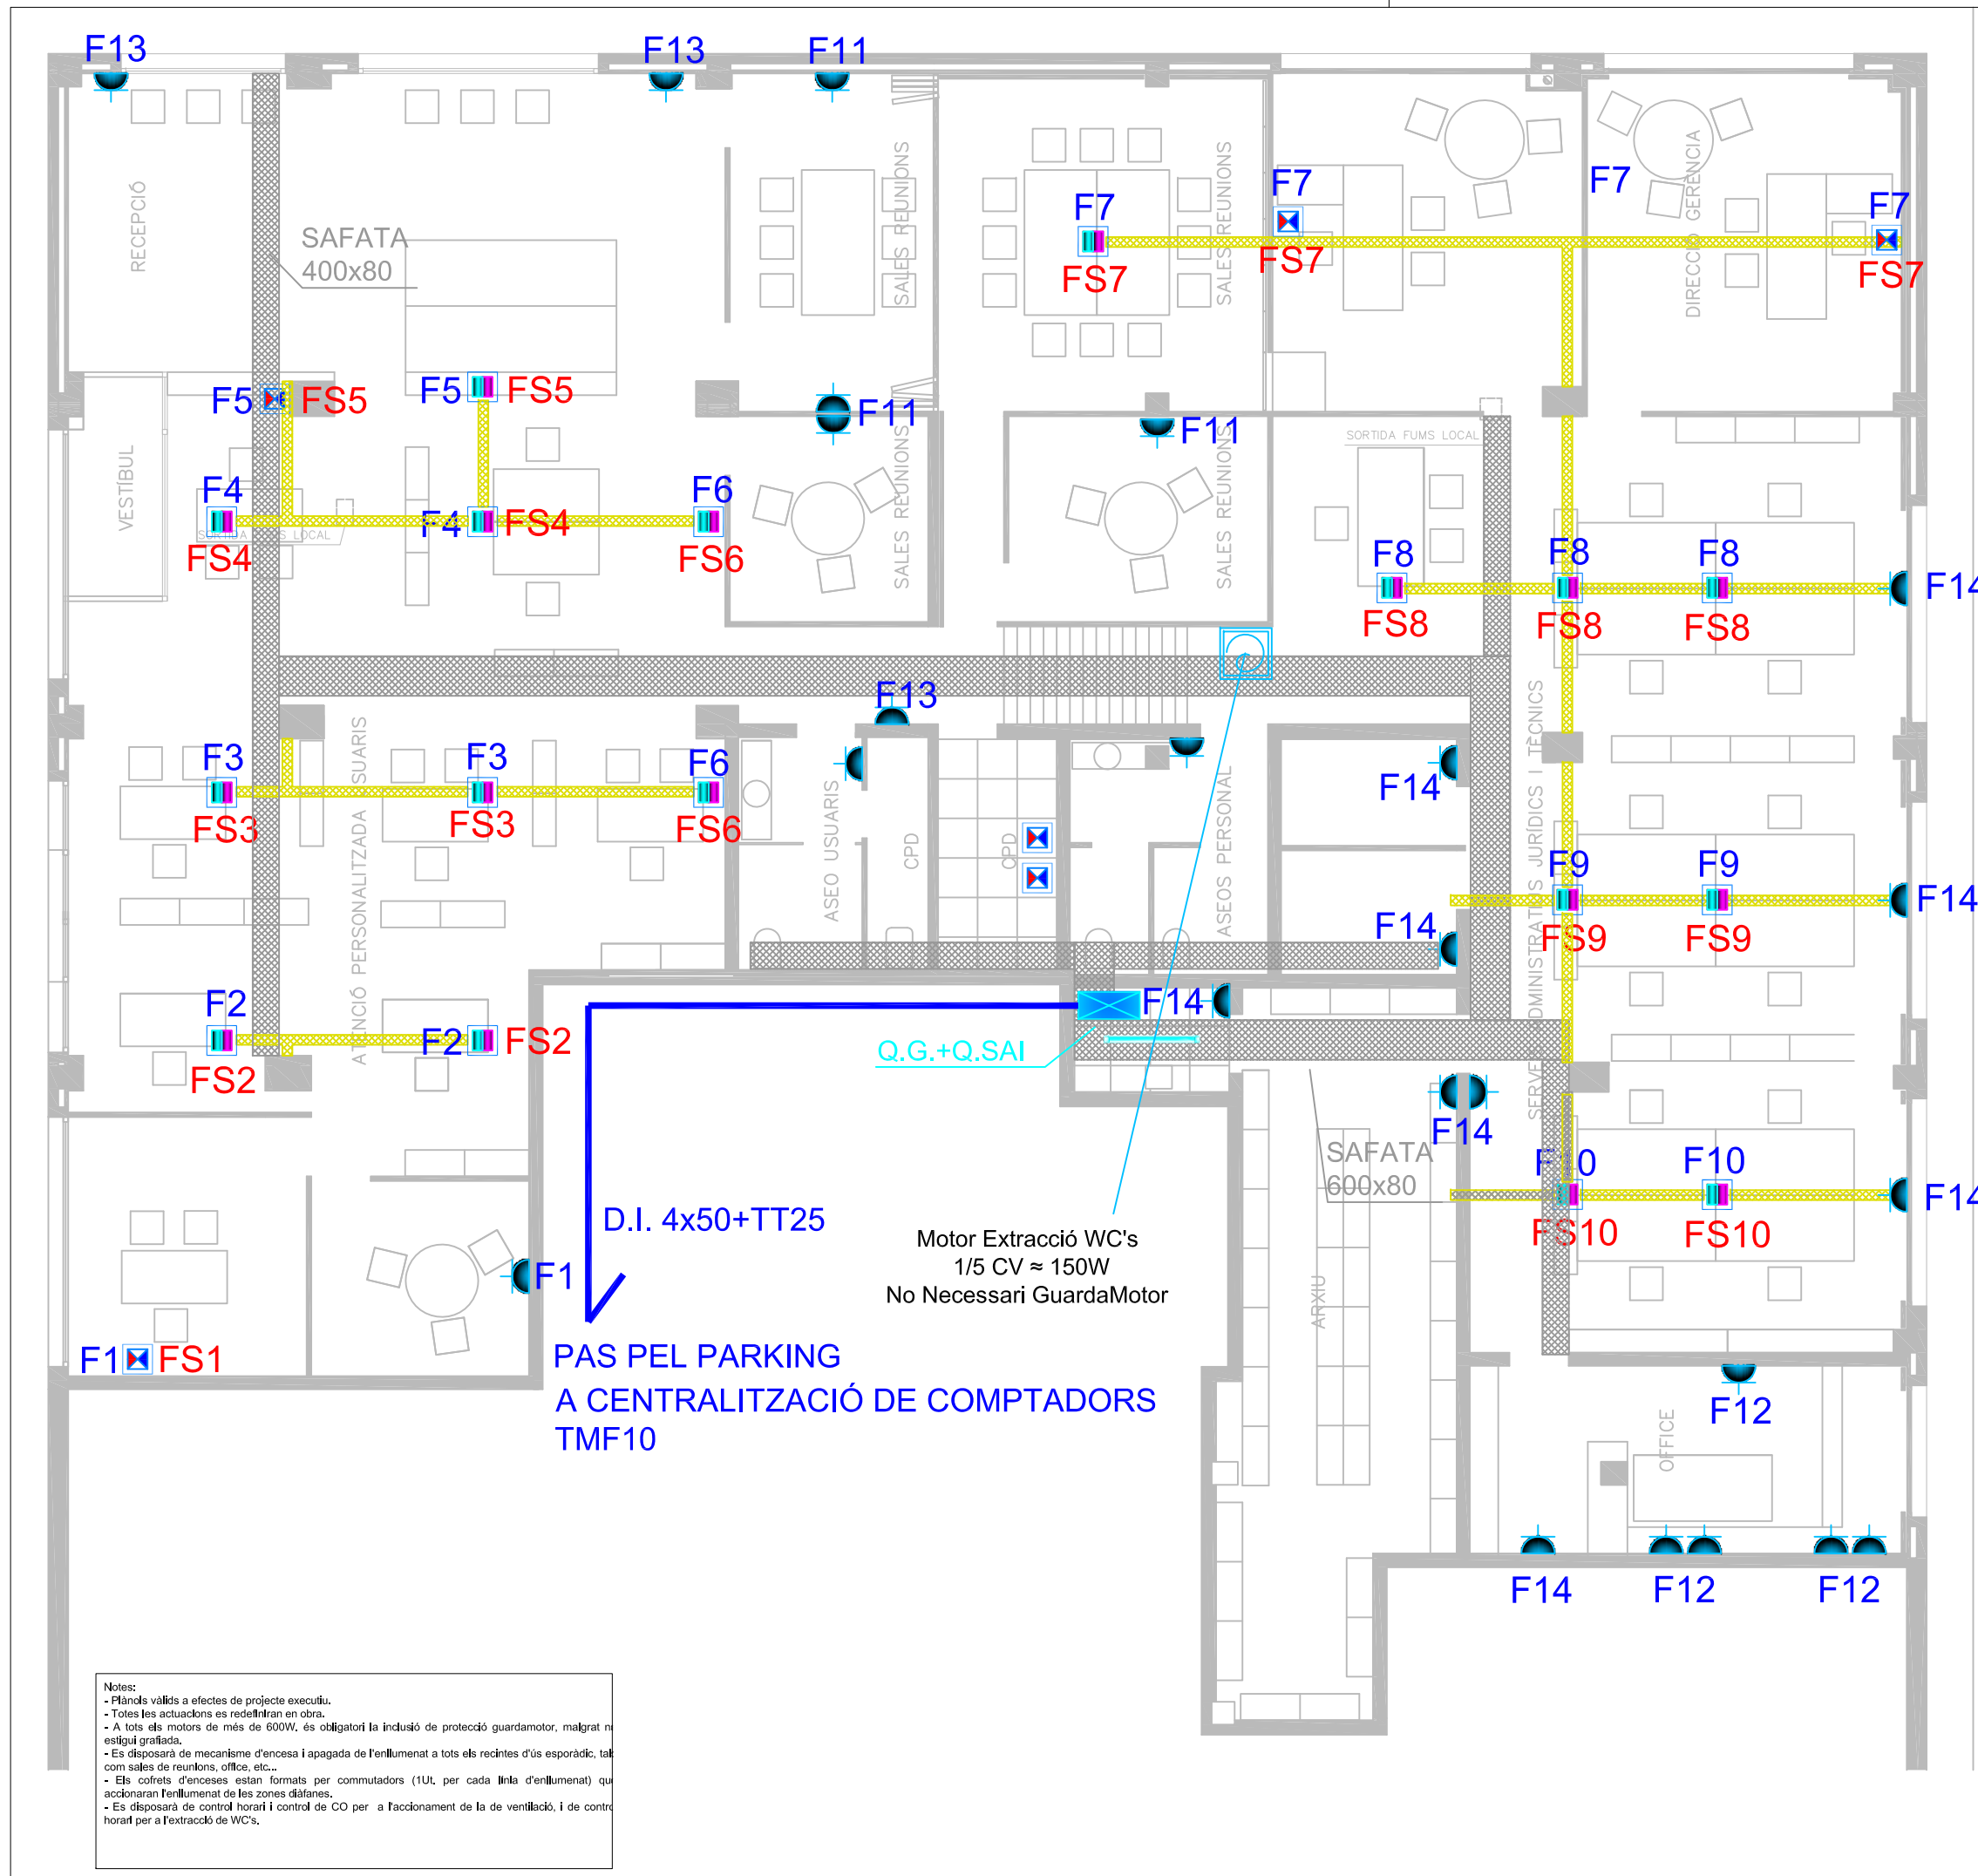 F13
F13
F11
RECEPCIÓ
SAFATA
400x80
SALES REUNIONS
SALES REUNIONS
DIRECCIÓ GERÈNCIA
F7
F7
F7
F7
FS7
FS7
FS7
F5
FS5
F5
FS5
F11
F11
SORTIDA FUMS LOCAL
VESTÍBUL
F4
FS4
F4
FS4
F6
FS6
SALES REUNIONS
SALES REUNIONS
F8
FS8
F8
FS8
F8
FS8
F14
F13
ATENCIÓ PERSONALITZADA USUARIS
F3
FS3
F3
FS3
F6
FS6
ASEO USUARIS
CPD
CPD
ASEOS PERSONAL
F14
F14
F14
F9
FS9
F9
FS9
F14
F2
FS2
F2
FS2
Q.G.+Q.SAI
F14
SAFATA
600x80
F10
FS10
F10
FS10
F14
D.I. 4x50+TT25
Motor Extracció WC's
1/5 CV ≈ 150W
No Necessari GuardaMotor
ARXIU
F1
F1
FS1
PAS PEL PARKING
A CENTRALITZACIÓ DE COMPTADORS
TMF10
F12
OFFICE
F14
F12
F12
Notes:
- Plànols vàlids a efectes de projecte executiu.
- Totes les actuacions es redefiniran en obra.
- A tots els motors de més de 600W, és obligatori la inclusió de protecció guardamotor, malgrat
estigui grafiada.
- Es disposarà de mecanisme d'encesa i apagada de l'enllumenat a tots els recintes d'ús esporàdic,
com sales de reunions, office, etc...
- Els cofrets d'enceses estan formats per commutadors (1Ut. per cada línia d'enllumenat)
accionaran l'enllumenat de les zones diàfanes.
- Es disposarà de control horari i control de CO per a l'accionament de la de ventilació, i de
horari per a l'extracció de WC's.